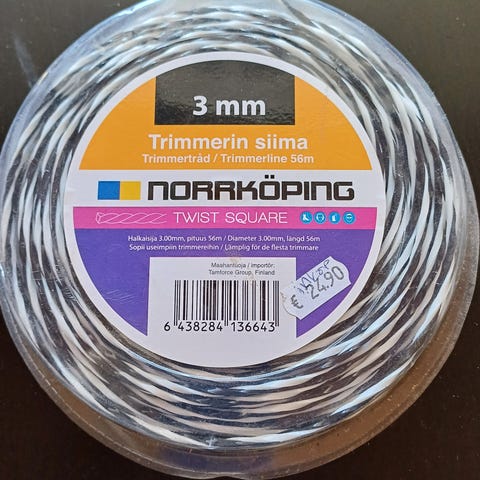 3 mm
Trimmerin siima
Trimmertråd / Trimmerline 56m
NORRKÖPING
TWIST SQUARE
Halkaisija 3.00mm, pituus 56m / Diameter 3.00mm, längd 56m
Sopii useimpiin trimmereihin / Lämplig för de flesta trimmare
Maahantuoja / importör:
Tamforce Group, Finland
€ 24.90
6 438284 136643